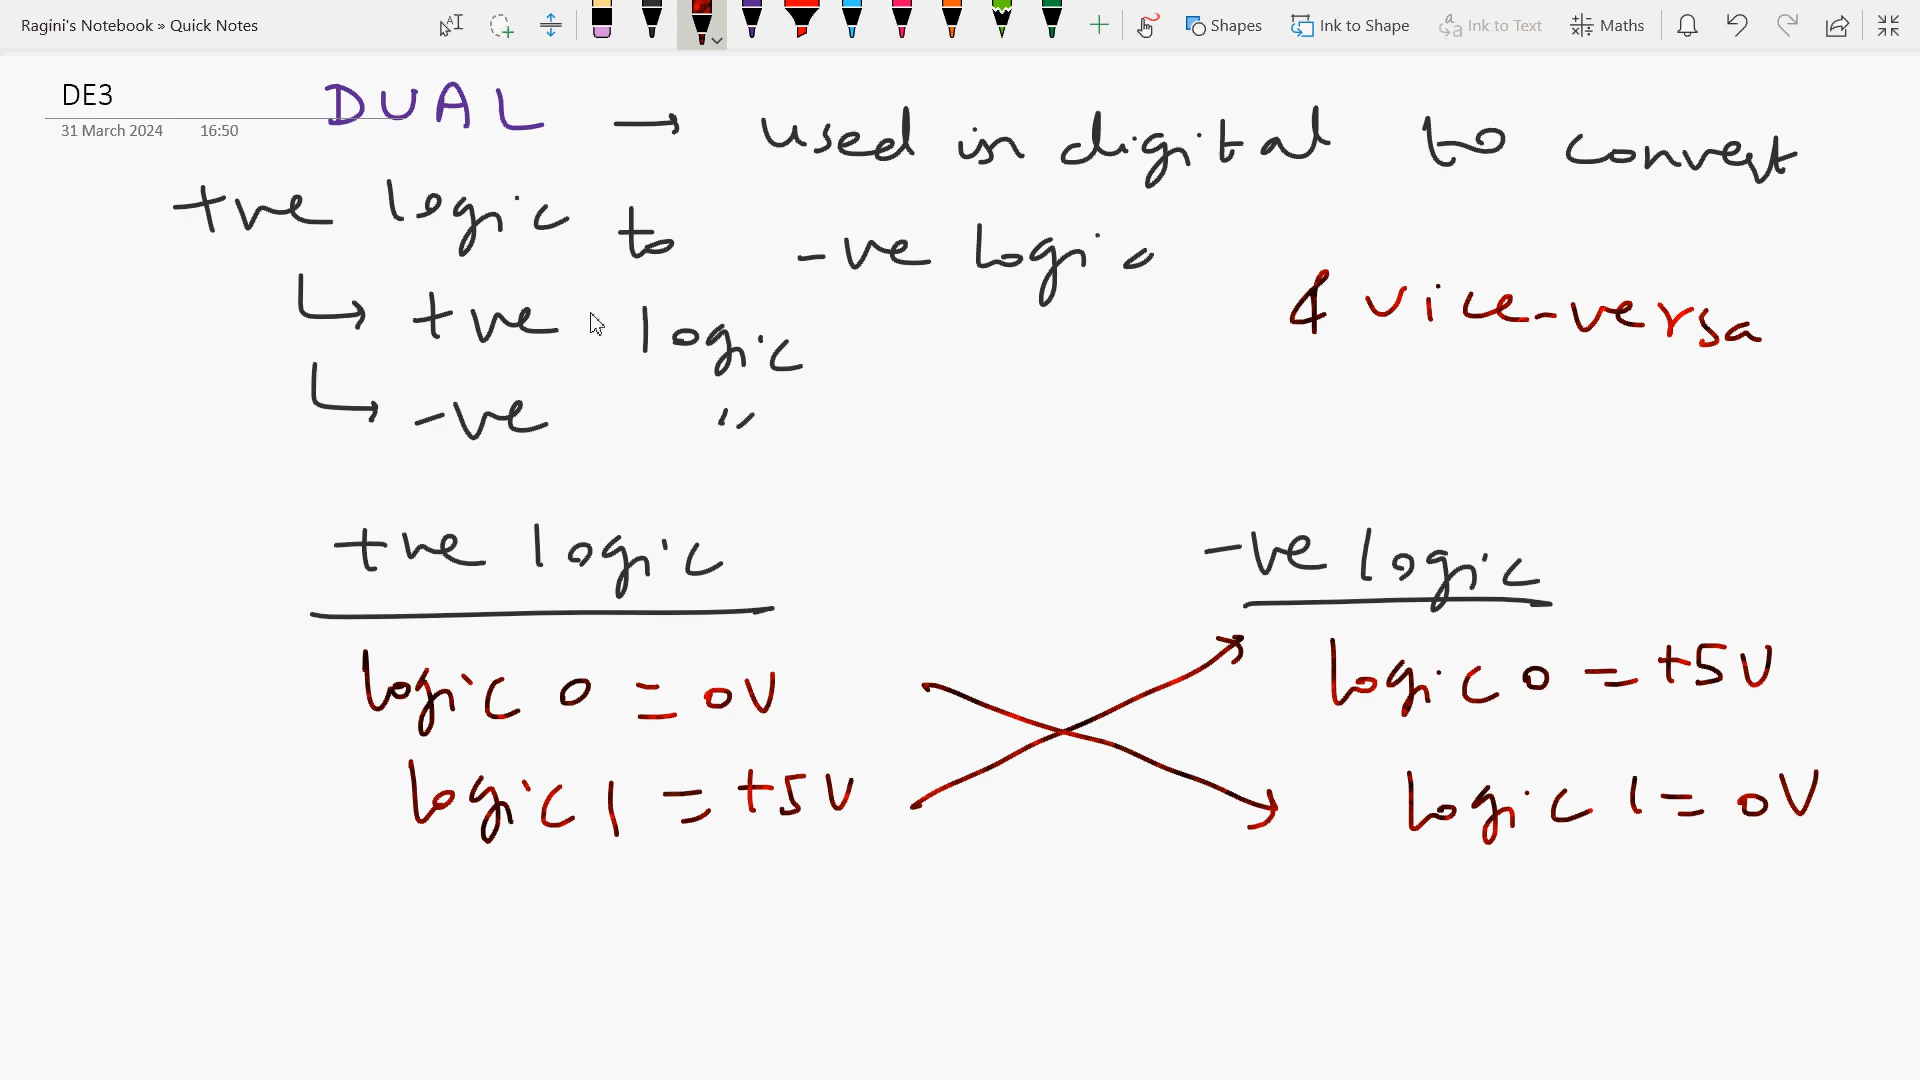 Ragini's Notebook » Quick Notes
Shapes Ink to Shape Ink to Text Maths
DE3
31 March 2024 16:50
DUAL → used in digital to convert
+ve logic to -ve logic
& vice-versa
↳ +ve logic
↳ -ve "
+ve logic -ve logic
logic 0 = 0V logic 0 = +5V
logic 1 = +5V logic 1 = 0V